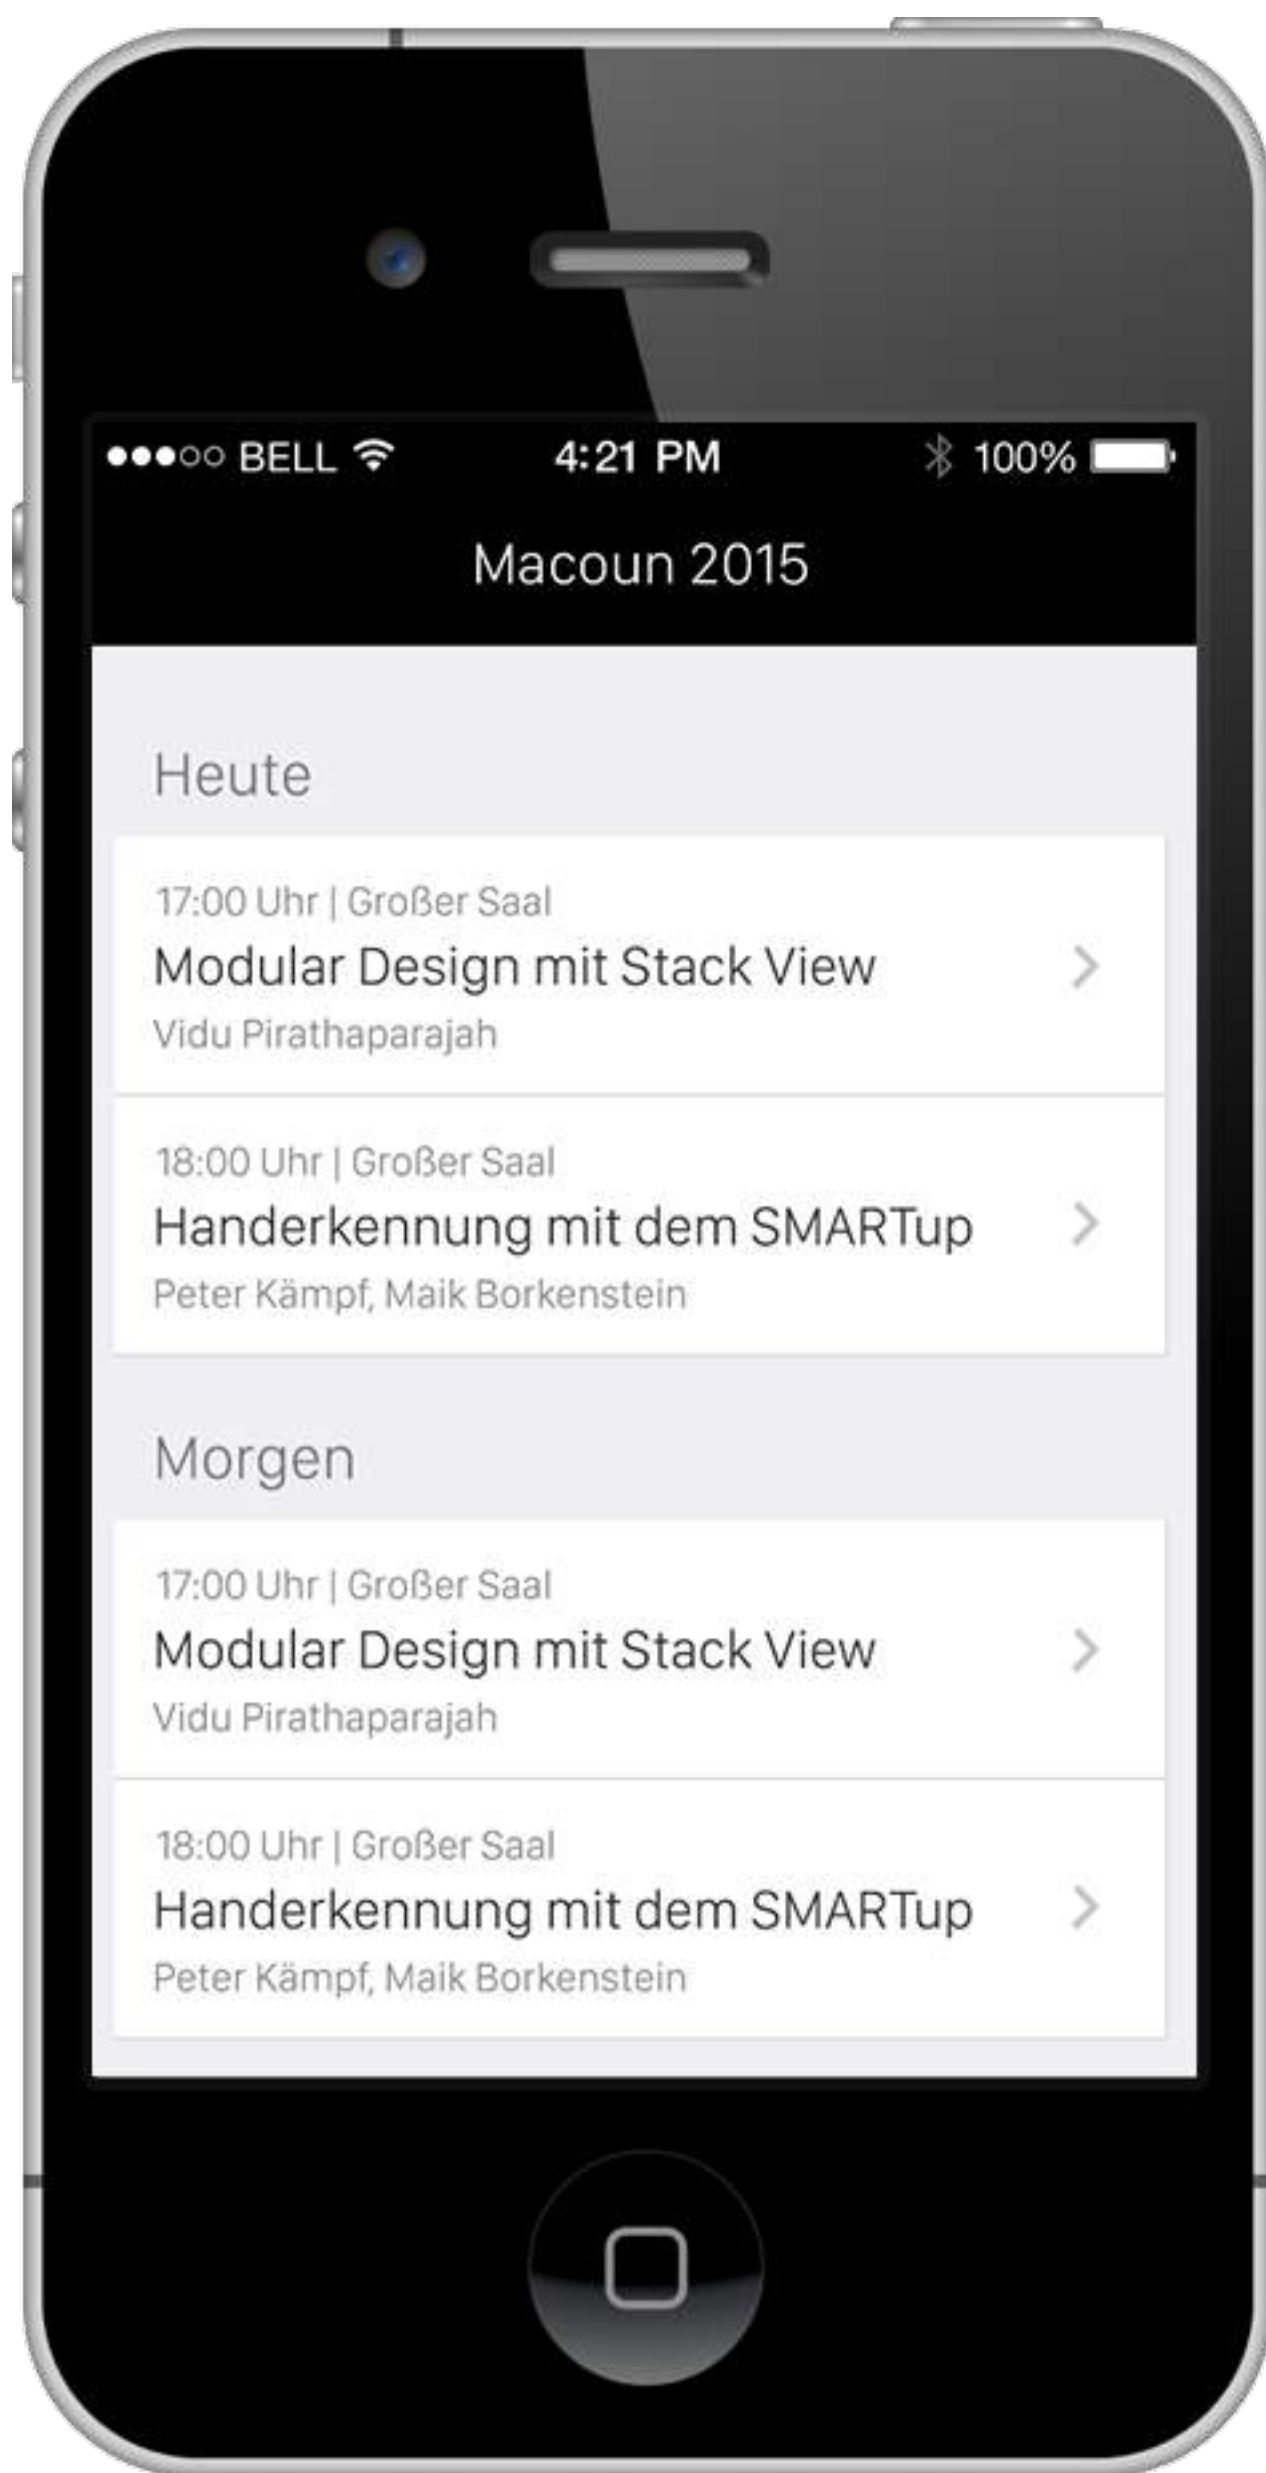 BELL 4:21 PM 100%
Macoun 2015
Heute
17:00 Uhr | Großer Saal
Modular Design mit Stack View
Vidu Pirathaparajah
18:00 Uhr | Großer Saal
Handerkennung mit dem SMARTup
Peter Kämpf, Maik Borkenstein
Morgen
17:00 Uhr | Großer Saal
Modular Design mit Stack View
Vidu Pirathaparajah
18:00 Uhr | Großer Saal
Handerkennung mit dem SMARTup
Peter Kämpf, Maik Borkenstein